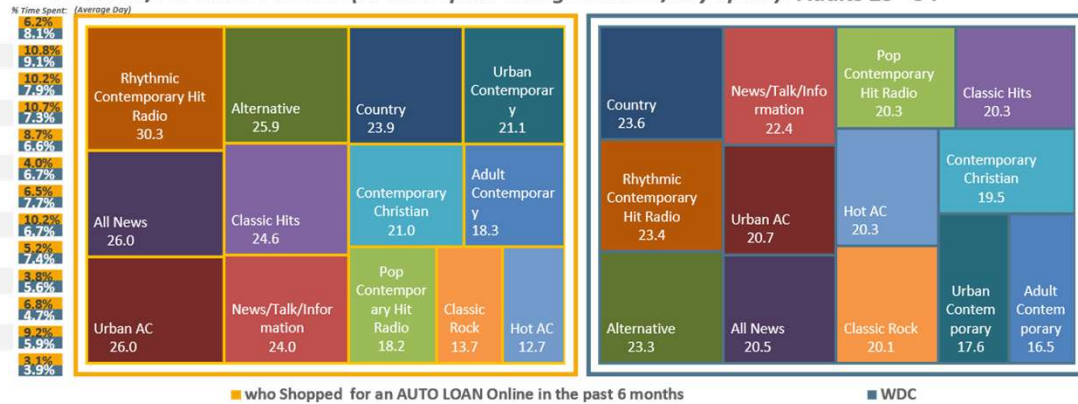 % Time Spent: (Average Day)
6.2%
8.1%
10.8%
9.1%
10.2%
7.9%
10.7%
7.3%
8.7%
6.6%
4.0%
6.7%
6.5%
7.7%
10.2%
6.7%
5.2%
7.4%
3.8%
5.6%
6.8%
4.7%
9.2%
5.9%
3.1%
3.9%
Rhythmic
Contemporary Hit
Radio
30.3
Alternative
25.9
Country
23.9
Urban
Contemporar
y
21.1
All News
26.0
Classic Hits
24.6
Contemporary
Christian
21.0
Adult
Contemporar
y
18.3
Urban AC
26.0
News/Talk/Infor
mation
24.0
Pop
Contempor
ary Hit
Radio
18.2
Classic
Rock
13.7
Hot AC
12.7
Country
23.6
News/Talk/Info
rmation
22.4
Pop
Contemporary
Hit Radio
20.3
Classic Hits
20.3
Rhythmic
Contemporary
Hit Radio
23.4
Urban AC
20.7
Hot AC
20.3
Contemporary
Christian
19.5
Alternative
23.3
All News
20.5
Classic Rock
20.1
Urban
Contem
porary
17.6
Adult
Contem
porary
16.5
who Shopped for an AUTO LOAN Online in the past 6 months
WDC